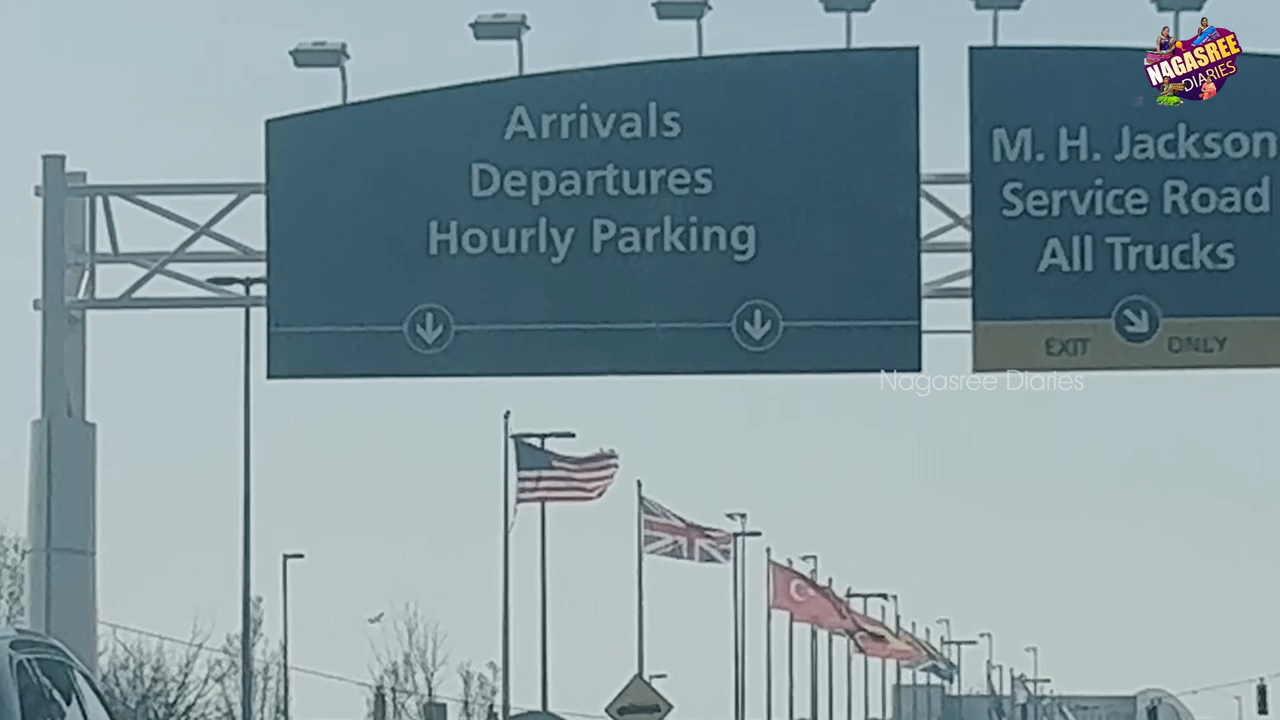 Arrivals
Departures
Hourly Parking
M. H. Jackson
Service Road
All Trucks
EXIT ONLY
NAGASREE
DIARIES
Nagasree Diaries